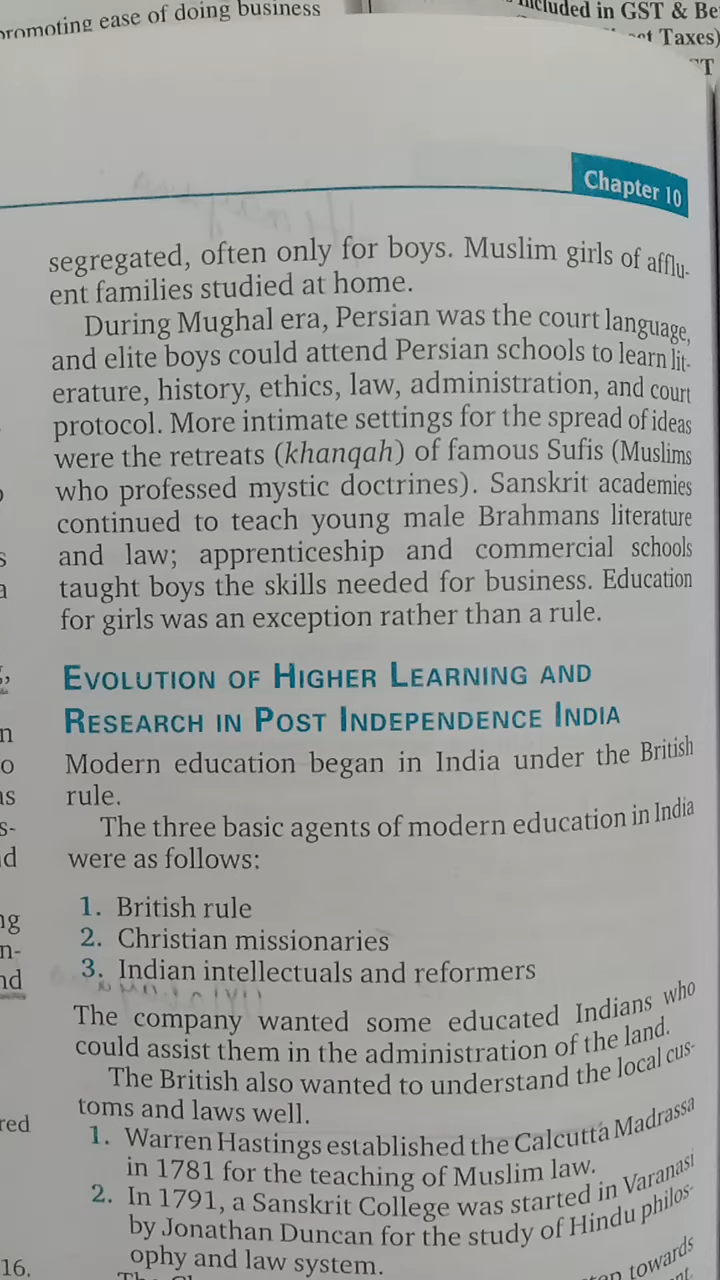 promoting ease of doing business
included in GST & Be
Taxes)
Chapter 10
segregated, often only for boys. Muslim girls of afflu-
ent families studied at home.
During Mughal era, Persian was the court language,
and elite boys could attend Persian schools to learn lit-
erature, history, ethics, law, administration, and court
protocol. More intimate settings for the spread of ideas
were the retreats (khanqah) of famous Sufis (Muslims
who professed mystic doctrines). Sanskrit academies
continued to teach young male Brahmans literature
and law; apprenticeship and commercial schools
taught boys the skills needed for business. Education
for girls was an exception rather than a rule.
EVOLUTION OF HIGHER LEARNING AND
RESEARCH IN POST INDEPENDENCE INDIA
Modern education began in India under the British
rule.
The three basic agents of modern education in India
were as follows:
1. British rule
2. Christian missionaries
3. Indian intellectuals and reformers
The company wanted some educated Indians who
could assist them in the administration of the land.
The British also wanted to understand the local cus-
toms and laws well.
1. Warren Hastings established the Calcutta Madrassa
in 1781 for the teaching of Muslim law.
2. In 1791, a Sanskrit College was started in Varanasi
by Jonathan Duncan for the study of Hindu philos-
ophy and law system.
towards
16.